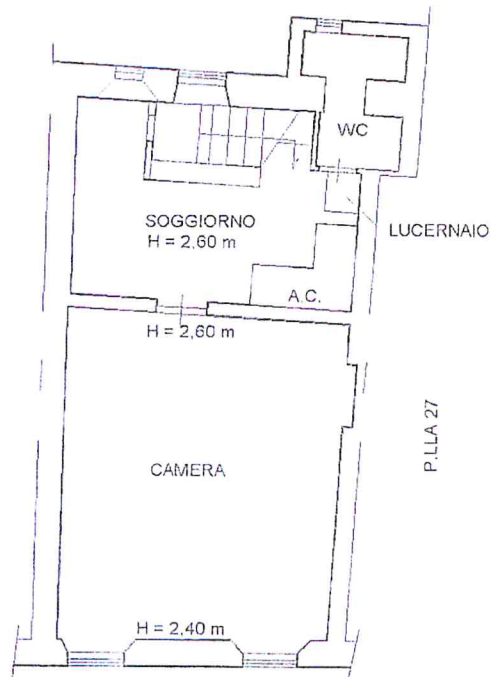 WC
SOGGIORNO
H = 2,60 m
LUCERNAIO
A.C.
H = 2,60 m
P.LLA 27
CAMERA
H = 2,40 m